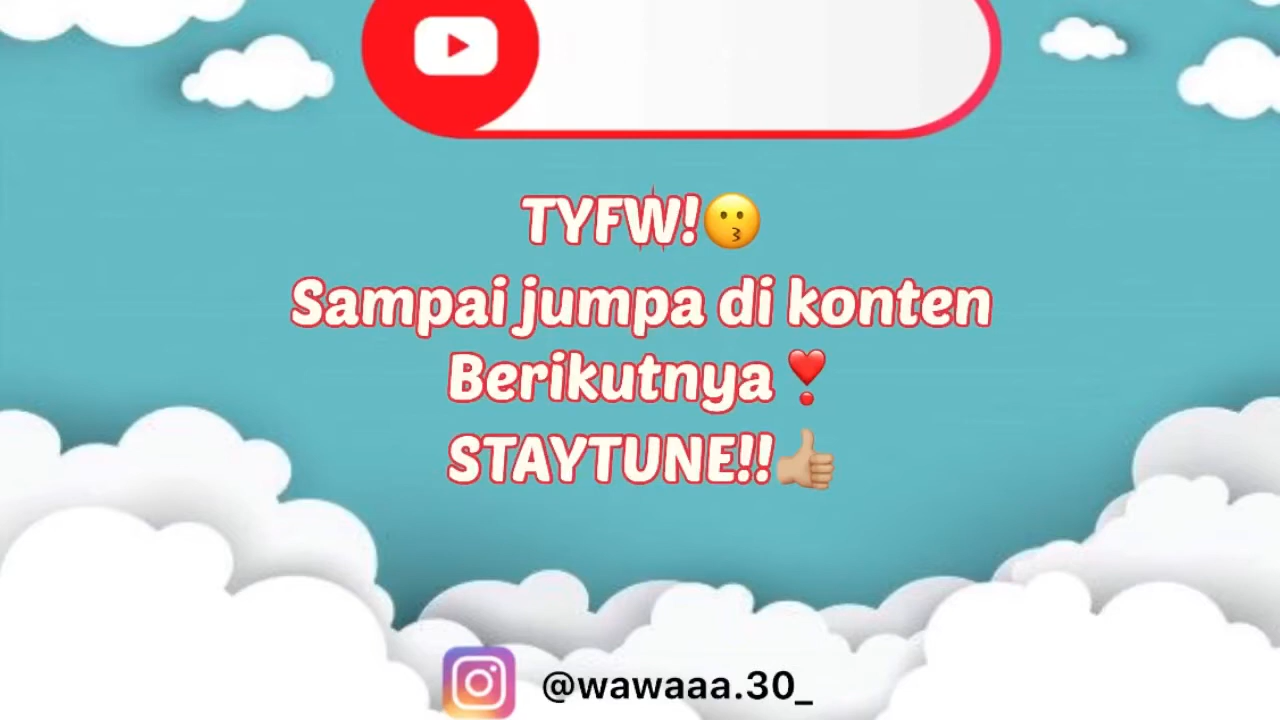 TYFW!😗
Sampai jumpa di konten
Berikutnya❣️
STAYTUNE!!👍🏼
@wawaaa.30_